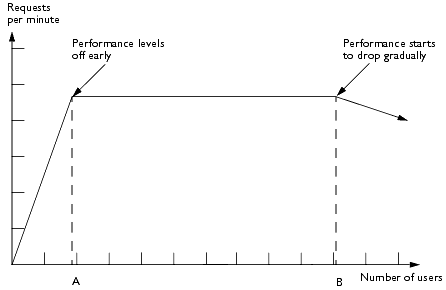 Requests
per minute
Performance levels
off early
Performance starts
to drop gradually
A
B
Number of users